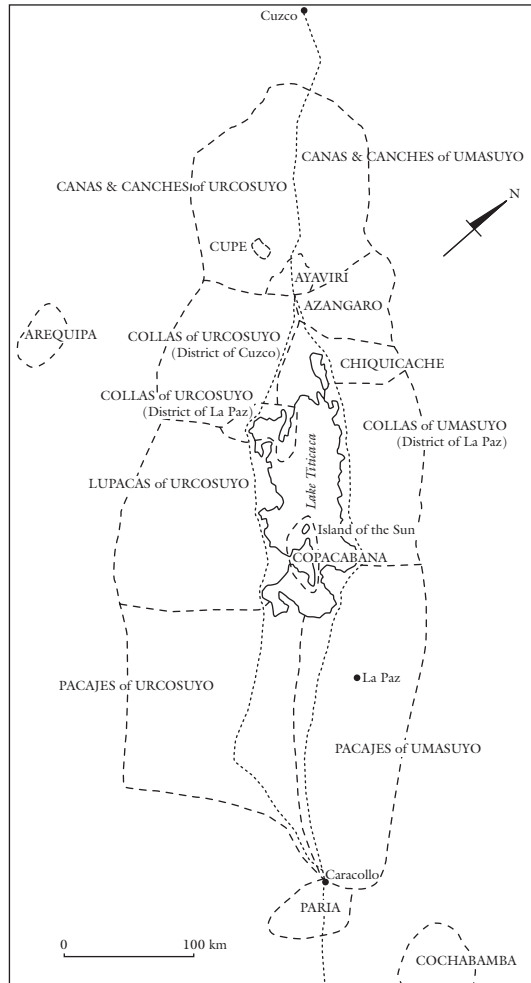 Cuzco
N
CANAS & CANCHES of UMASUYO
CANAS & CANCHES of URCOSUYO
CUPE
AYAVIRI
AZANGARO
AREQUIPA
COLLAS of URCOSUYO
(District of Cuzco)
CHIQUICACHE
COLLAS of URCOSUYO
(District of La Paz)
COLLAS of UMASUYO
(District of La Paz)
Lake Titicaca
LUPACAS of URCOSUYO
Island of the Sun
COPACABANA
La Paz
PACAJES of URCOSUYO
PACAJES of UMASUYO
Caracollo
PARIA
0 100 km
COCHABAMBA